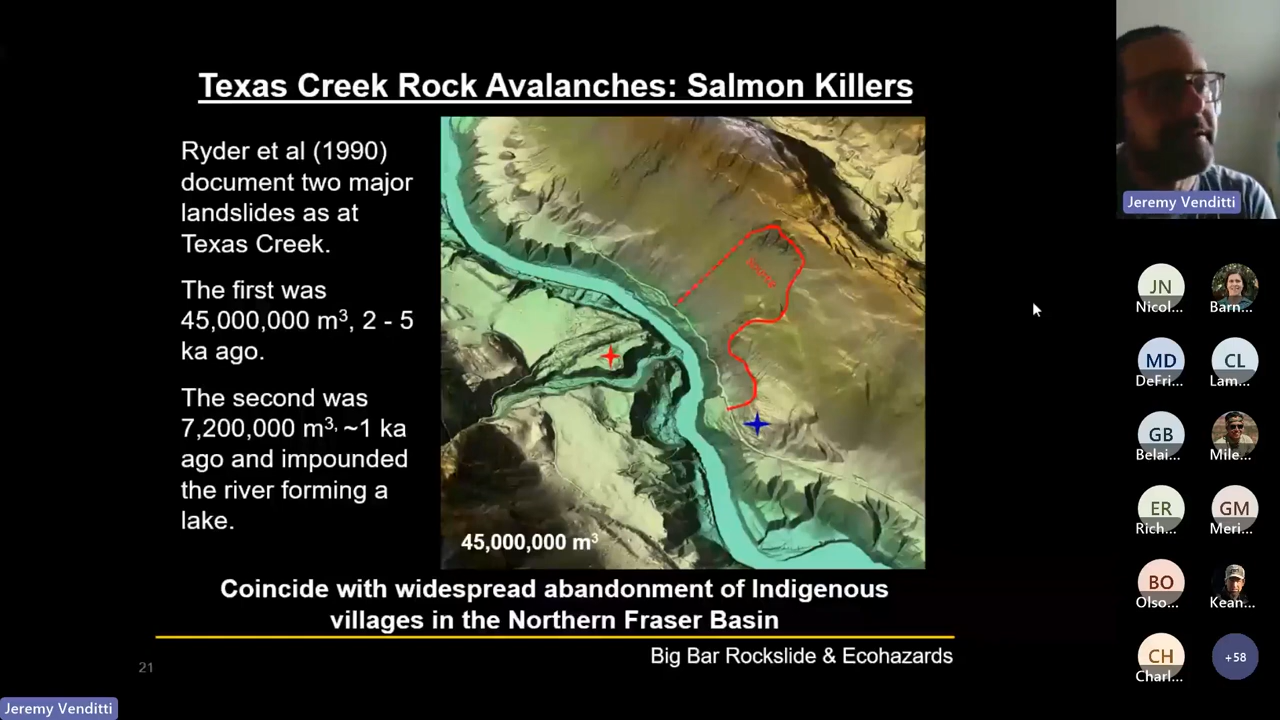 Texas Creek Rock Avalanches: Salmon Killers
Ryder et al (1990)
document two major
landslides as at
Texas Creek.
The first was
45,000,000 m³, 2 - 5
ka ago.
The second was
7,200,000 m³, ~1 ka
ago and impounded
the river forming a
lake.
source
45,000,000 m³
Coincide with widespread abandonment of Indigenous
villages in the Northern Fraser Basin
Big Bar Rockslide & Ecohazards
21
Jeremy Venditti
Jeremy Venditti
JN
Nicol...
Barn...
MD
DeFri...
CL
Lam...
GB
Belai...
Mile...
ER
Rich...
GM
Meri...
BO
Olso...
Kean...
CH
Charl...
+58